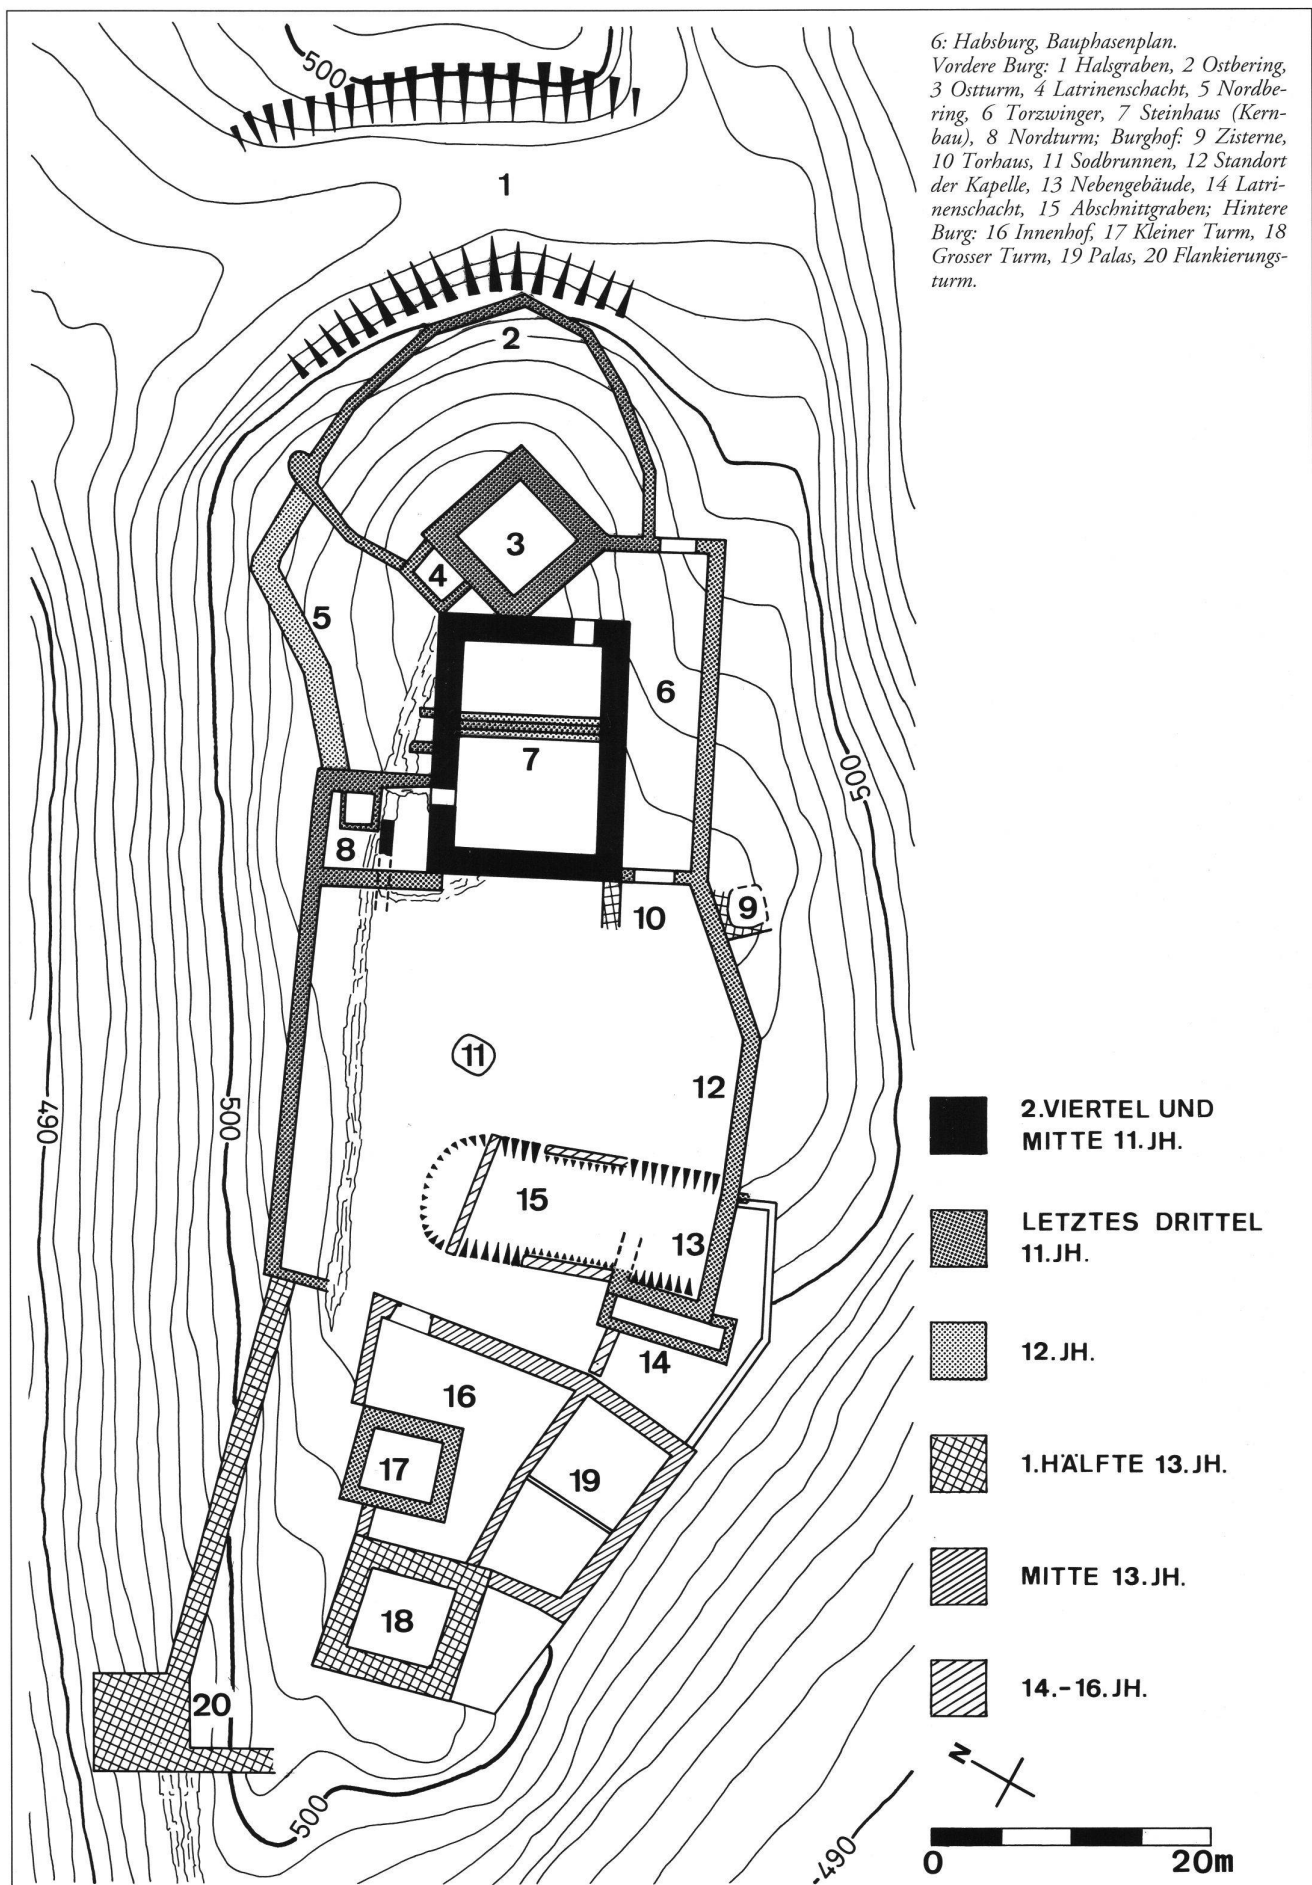 6: Habsburg, Bauphasenplan.
Vordere Burg: 1 Halsgraben, 2 Ostbering,
3 Ostturm, 4 Latrinenschacht, 5 Nordbe-
ring, 6 Torzwinger, 7 Steinhaus (Kern-
bau), 8 Nordturm; Burghof: 9 Zisterne,
10 Torhaus, 11 Sodbrunnen, 12 Standort
der Kapelle, 13 Nebengebäude, 14 Latri-
nenschacht, 15 Abschnittgraben; Hintere
Burg: 16 Innenhof, 17 Kleiner Turm, 18
Grosser Turm, 19 Palas, 20 Flankierungs-
turm.
500
1
2
3
4
5
6
7
500
8
9
10
11
12
490
500
15
13
14
16
17
19
18
20
500
490
2.VIERTEL UND
MITTE 11.JH.
LETZTES DRITTEL
11.JH.
12.JH.
1.HÄLFTE 13.JH.
MITTE 13.JH.
14.-16.JH.
N
0 20m